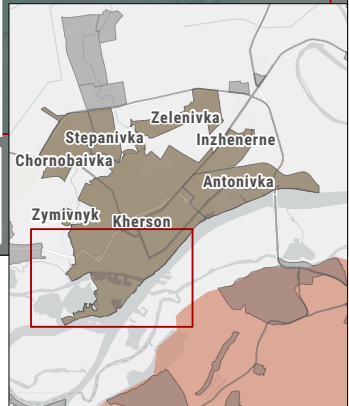 Zelenivka
Stepanivka
Inzhenerne
Chornobaivka
Antonivka
Zymivnyk
Kherson